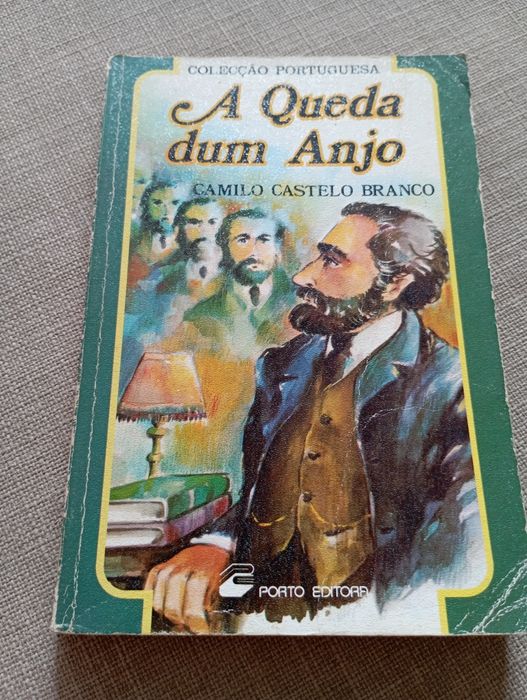 COLECÇÃO PORTUGUESA
A Queda
dum Anjo
CAMILO CASTELO BRANCO
PORTO EDITORA